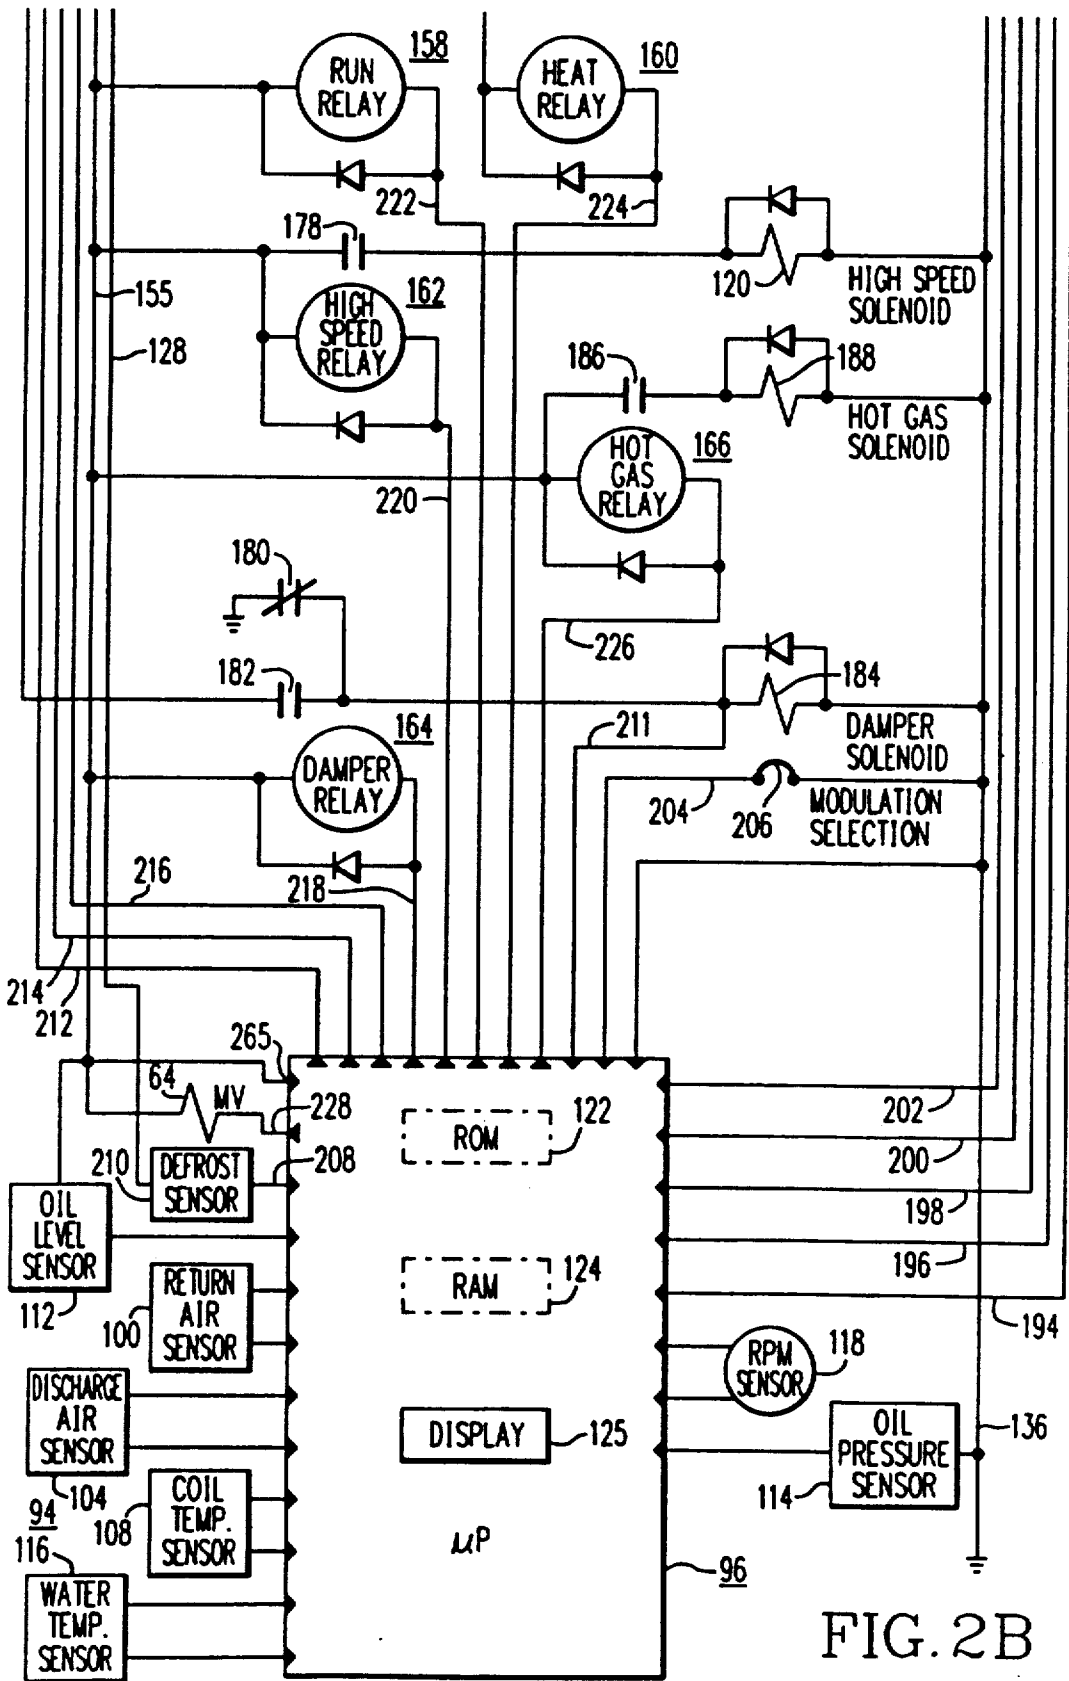 158
RUN
RELAY
160
HEAT
RELAY
222
224
178
120
HIGH SPEED
SOLENOID
155
162
HIGH
SPEED
RELAY
128
186
188
HOT GAS
SOLENOID
166
HOT
GAS
RELAY
220
180
226
182
184
164
211
DAMPER
SOLENOID
DAMPER
RELAY
204
206
MODULATION
SELECTION
216
218
214
212
265
64
MV
228
202
ROM
122
200
210
DEFROST
SENSOR
208
198
OIL
LEVEL
SENSOR
196
112
RETURN
AIR
SENSOR
100
RAM
124
194
RPM
SENSOR
118
DISCHARGE
AIR
SENSOR
104
DISPLAY
125
OIL
PRESSURE
SENSOR
136
114
94
108
COIL
TEMP.
SENSOR
116
μP
96
WATER
TEMP.
SENSOR
FIG. 2B